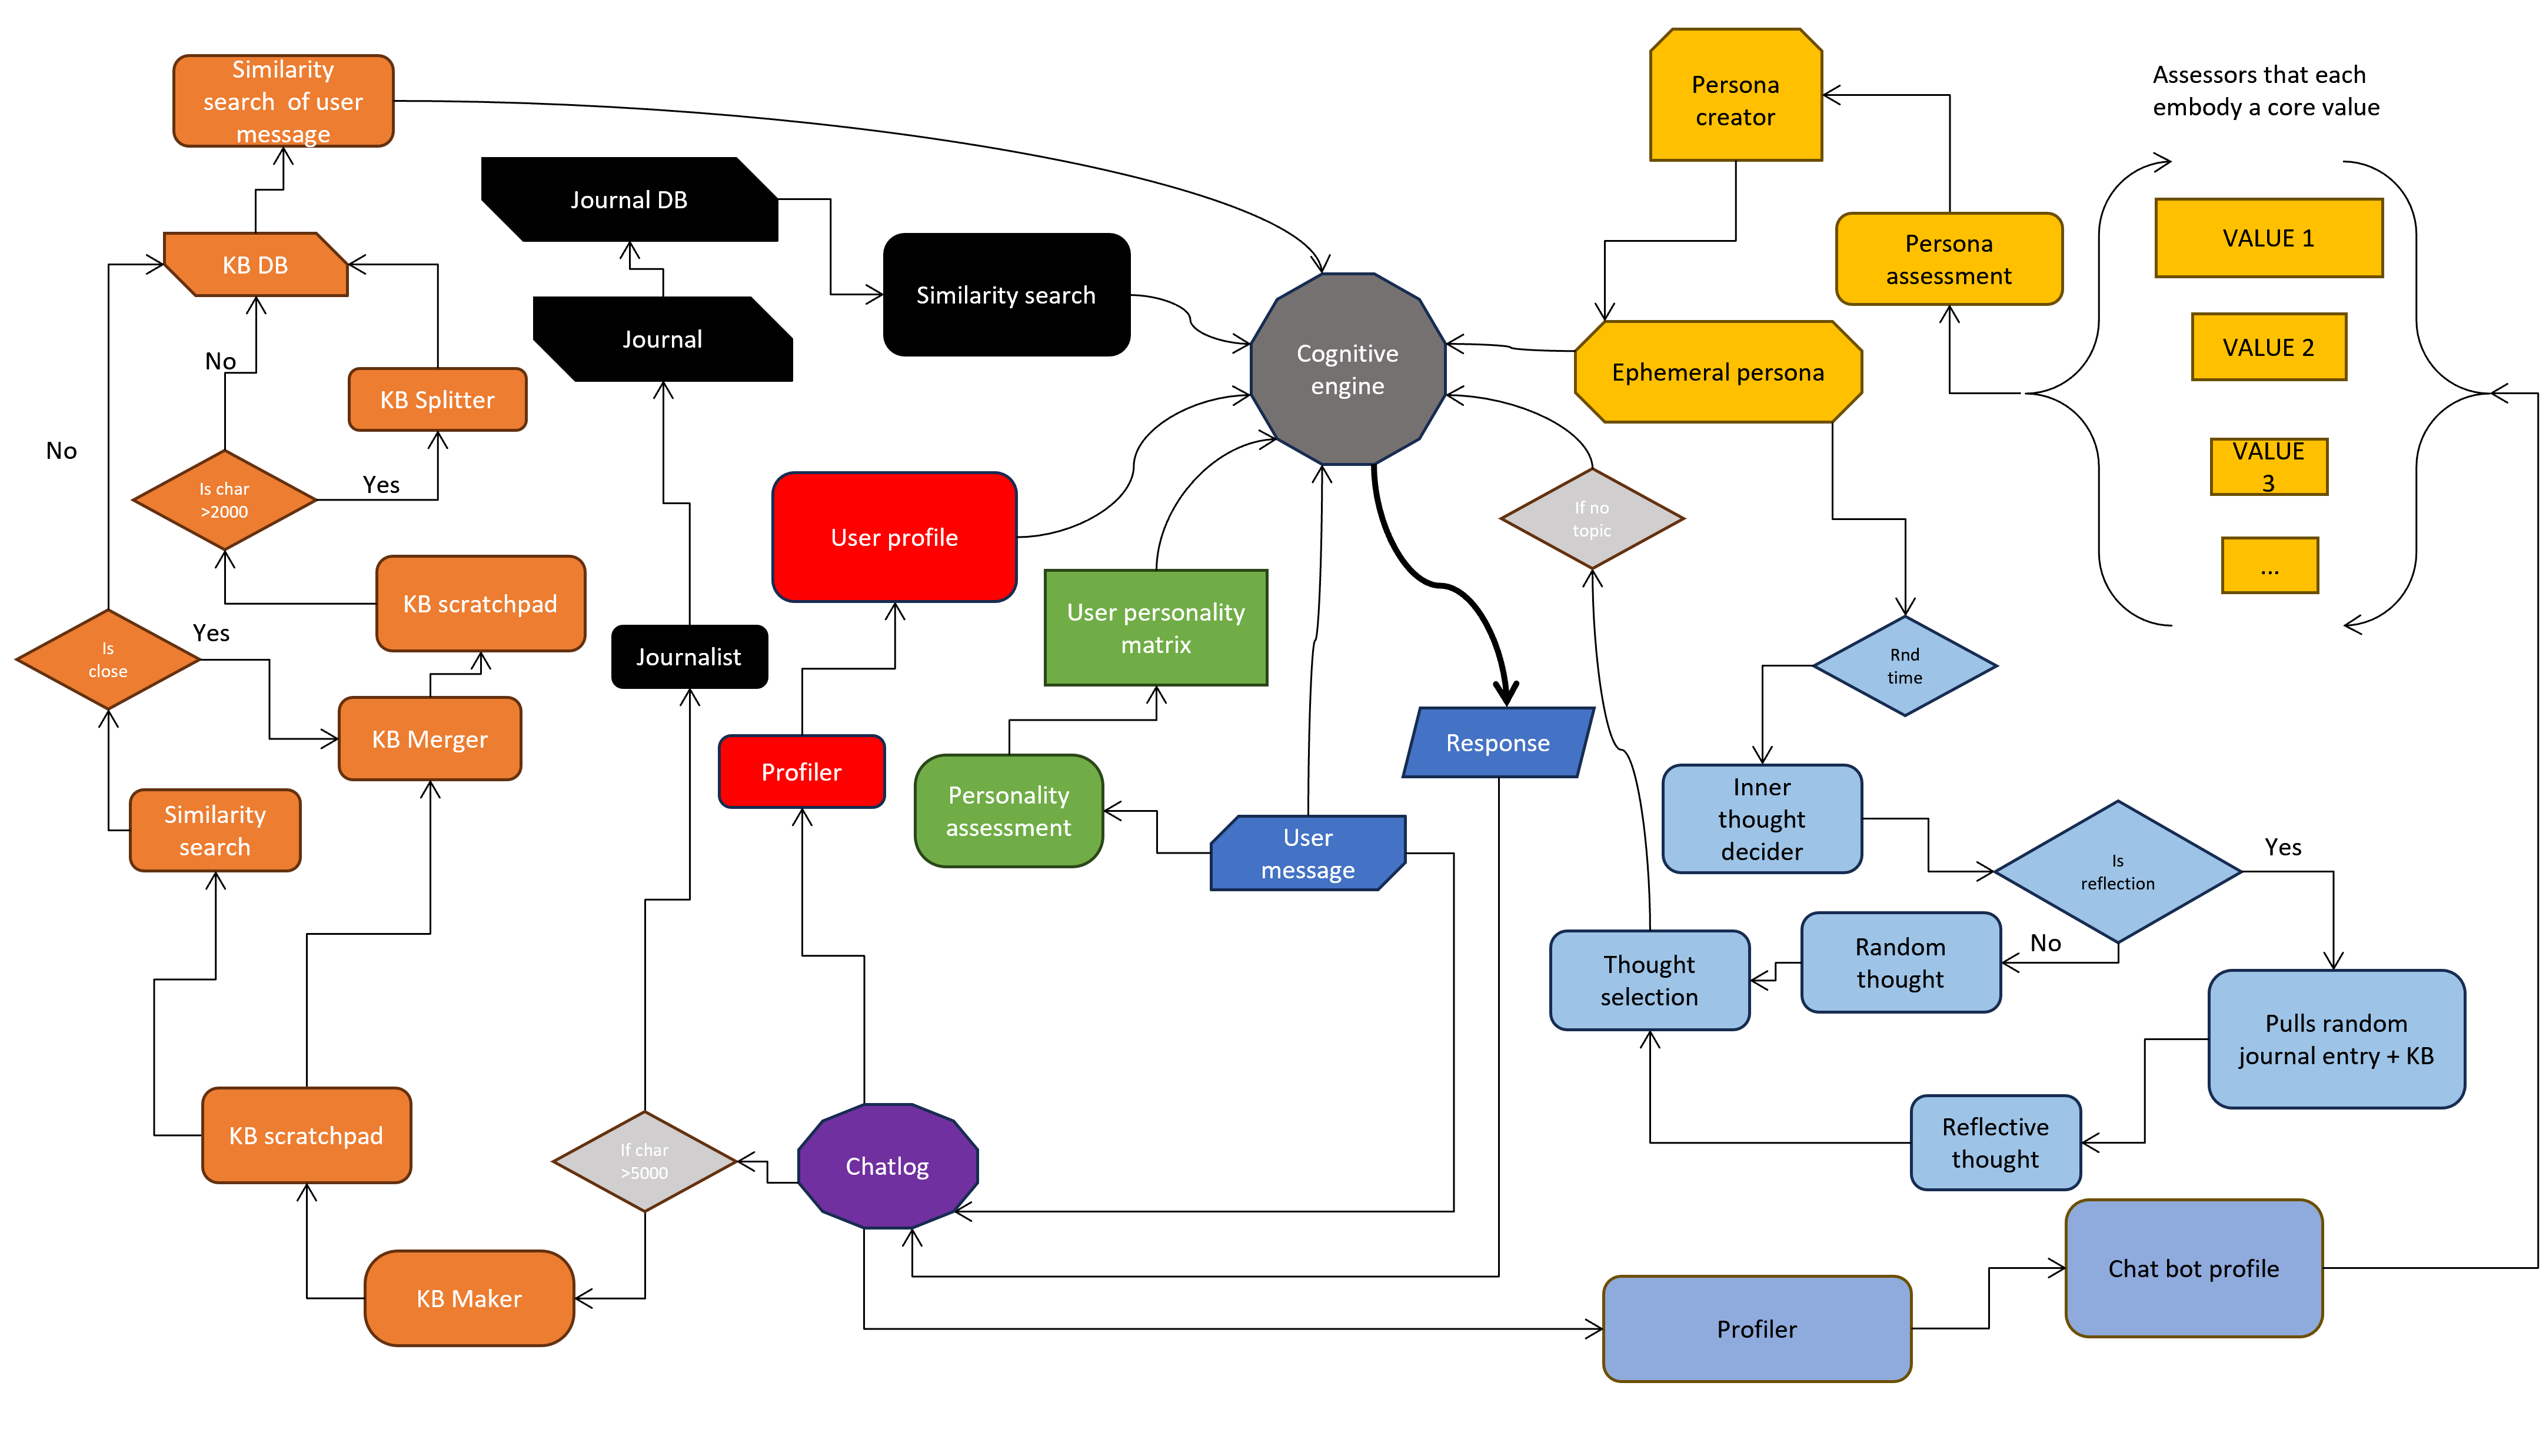 Similarity
search of user
message
Assessors that each
embody a core value
Persona
creator
Journal DB
VALUE 1
Persona
assessment
KB DB
Similarity search
Journal
Cognitive
engine
VALUE 2
Ephemeral persona
No
KB Splitter
No
VALUE
3
Is char
>2000
Yes
If no
topic
User profile
...
KB scratchpad
User personality
matrix
Yes
Is
close
Journalist
Rnd
time
KB Merger
Response
Profiler
Personality
assessment
Inner
thought
decider
Similarity
search
User
message
Is
reflection
Yes
Random
thought
No
Thought
selection
Pulls random
journal entry + KB
KB scratchpad
If char
>5000
Chatlog
Reflective
thought
Chat bot profile
KB Maker
Profiler